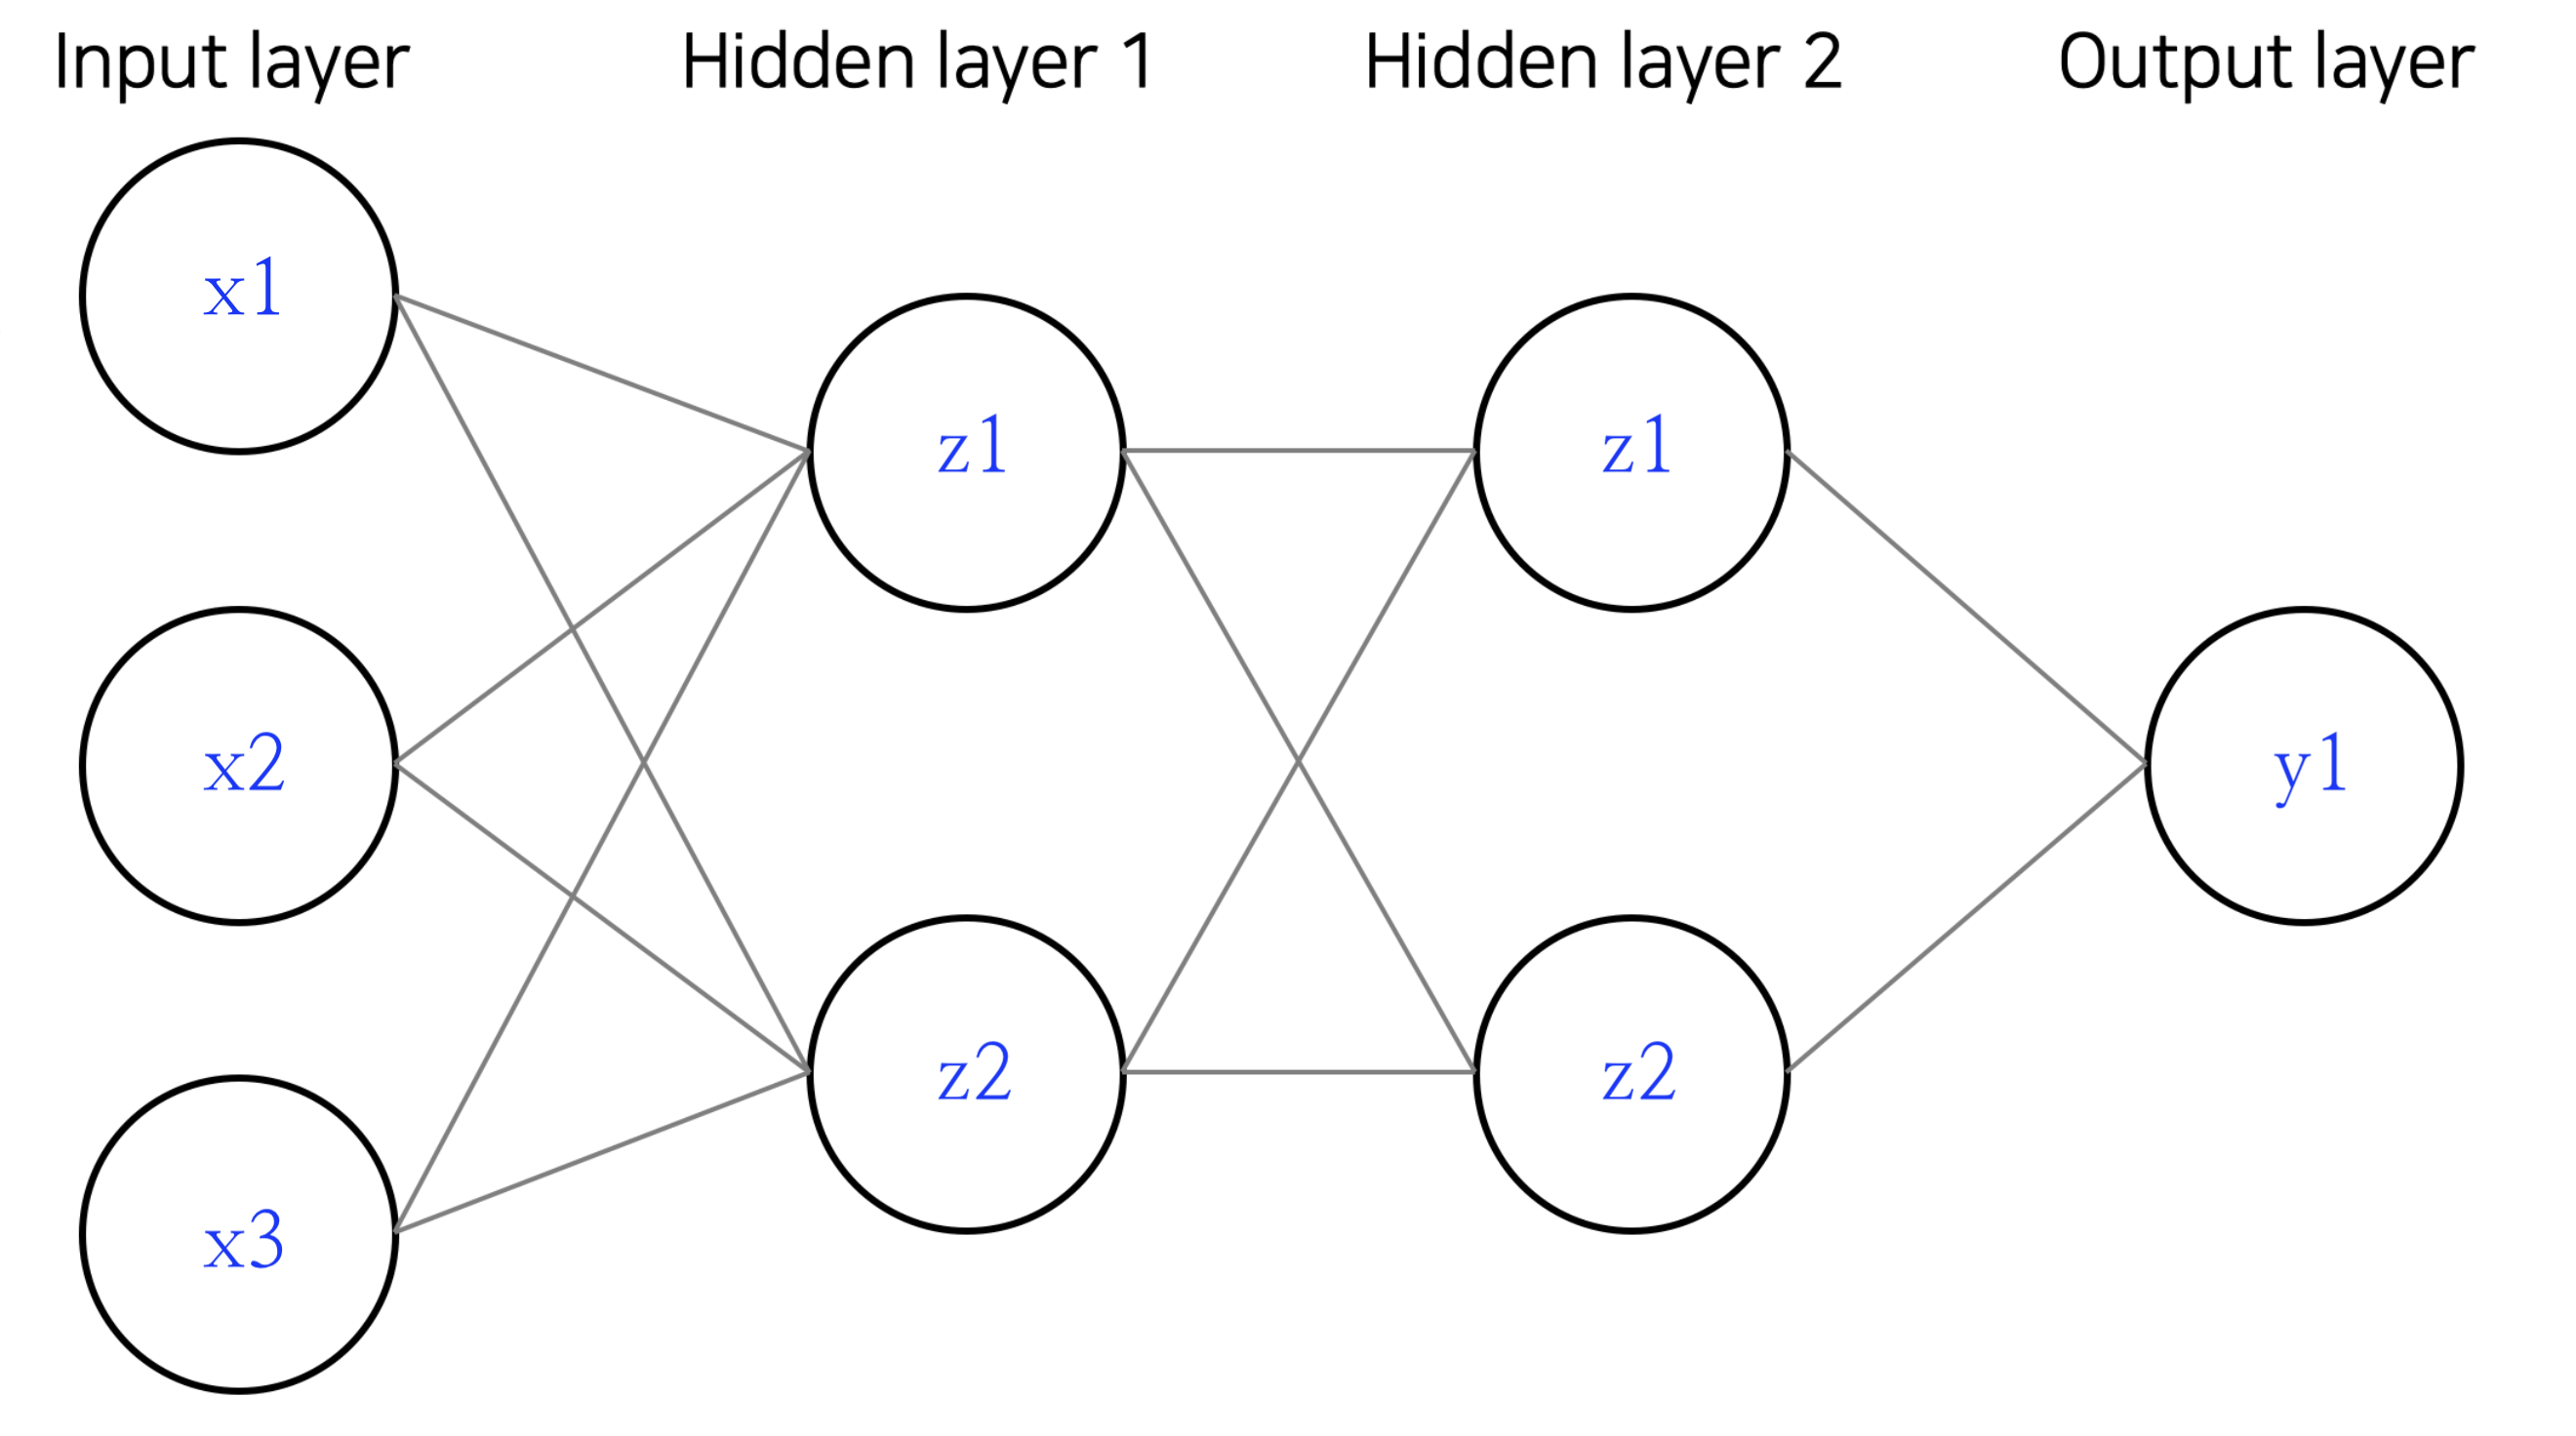 Input layer
Hidden layer 1
Hidden layer 2
Output layer
x1
x2
x3
z1
z2
z1
z2
y1